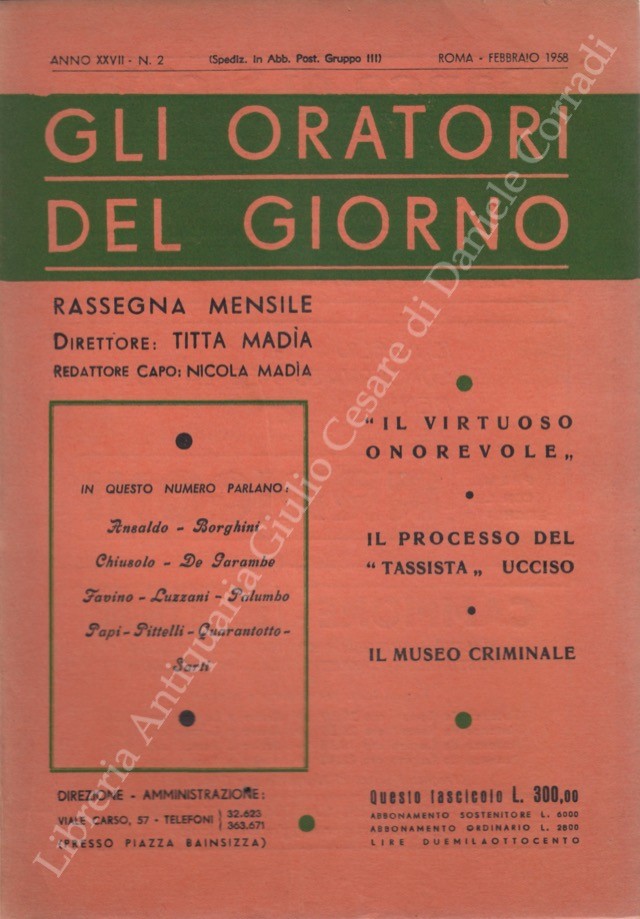 ANNO XXVII - N. 2 (Spediz. in Abb. Post. Gruppo III) ROMA - FEBBRAIO 1958
GLI ORATORI
DEL GIORNO
RASSEGNA MENSILE
DIRETTORE: TITTA MADÌA
REDATTORE CAPO: NICOLA MADÌA
IN QUESTO NUMERO PARLANO:
Ansaldo - Borghini
Chiusolo - De Garambe
Favino - Luzzani - Palumbo
Papi - Pittelli - Quarantotto -
Sarti
"IL VIRTUOSO
ONOREVOLE„
IL PROCESSO DEL
"TASSISTA„ UCCISO
IL MUSEO CRIMINALE
DIREZIONE - AMMINISTRAZIONE:
VIALE CARSO, 57 - TELEFONI 32.623
363.671
(PRESSO PIAZZA BAINSIZZA)
Questo fascicolo L. 300,00
ABBONAMENTO SOSTENITORE L. 6000
ABBONAMENTO ORDINARIO L. 2800
LIRE DUEMILAOTTOCENTO
Libreria Antiquaria Giulio Cesare di Daniele Corradi